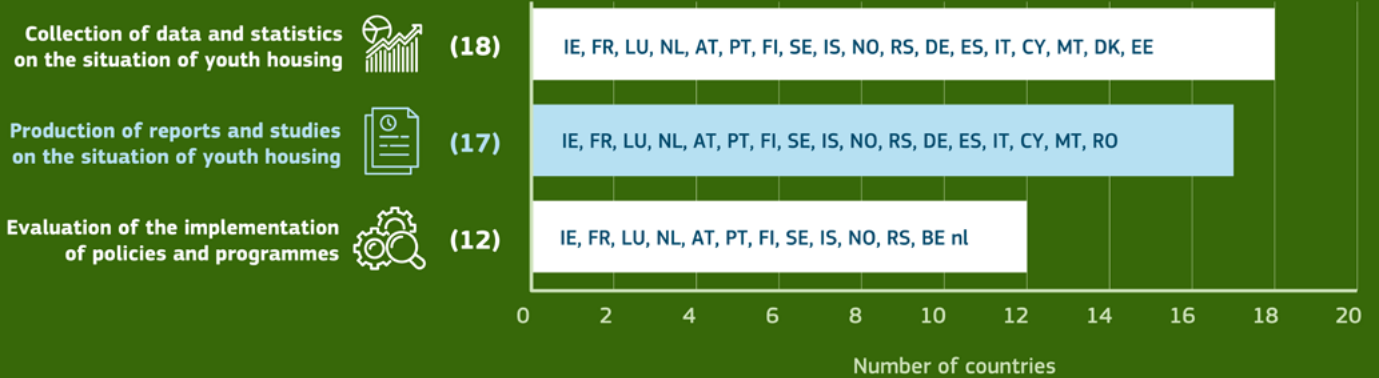 Collection of data and statistics
on the situation of youth housing
(18)
IE, FR, LU, NL, AT, PT, FI, SE, IS, NO, RS, DE, ES, IT, CY, MT, DK, EE
Production of reports and studies
on the situation of youth housing
(17)
IE, FR, LU, NL, AT, PT, FI, SE, IS, NO, RS, DE, ES, IT, CY, MT, RO
Evaluation of the implementation
of policies and programmes
(12)
IE, FR, LU, NL, AT, PT, FI, SE, IS, NO, RS, BE nl
0 2 4 6 8 10 12 14 16 18 20
Number of countries